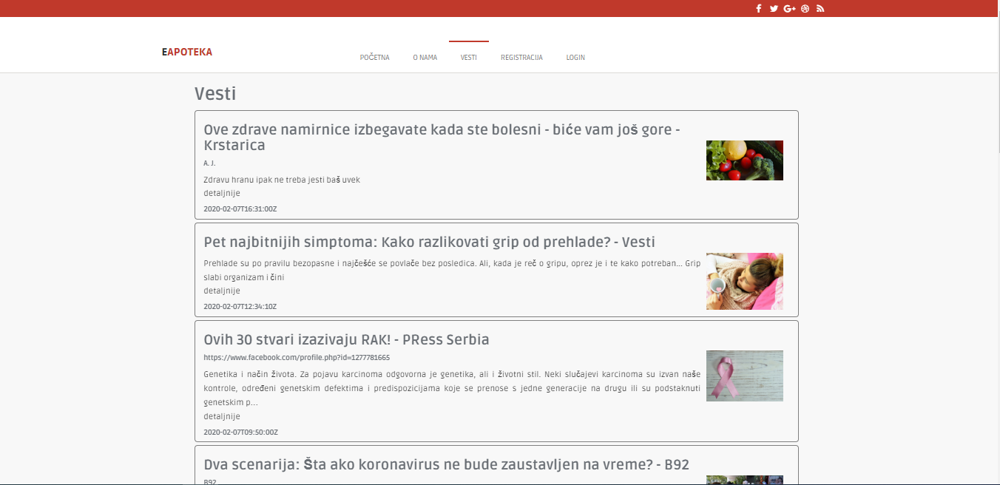 EAPOTEKA
POČETNA O NAMA VESTI REGISTRACIJA LOGIN
Vesti
Ove zdrave namirnice izbegavate kada ste bolesni - biće vam još gore -
Krstarica
A. J.
Zdravu hranu ipak ne treba jesti baš uvek
detaljnije
2020-02-07T16:31:00Z
Pet najbitnijih simptoma: Kako razlikovati grip od prehlade? - Vesti
Prehlade su po pravilu bezopasne i najčešće se povlače bez posledica. Ali, kada je reč o gripu, oprez je i te kako potreban... Grip
slabi organizam i čini
detaljnije
2020-02-07T12:34:10Z
Ovih 30 stvari izazivaju RAK! - PRess Serbia
https://www.facebook.com/profile.php?id=1277781665
Genetika i način života. Za pojavu karcinoma odgovorna je genetika, ali i životni stil. Neki slučajevi karcinoma su izvan naše
kontrole, određeni genetskim defektima i predispozicijama koje se prenose s jedne generacije na drugu ili su podstaknuti
genetskim p...
detaljnije
2020-02-07T09:50:00Z
Dva scenarija: Šta ako koronavirus ne bude zaustavljen na vreme? - B92
B92